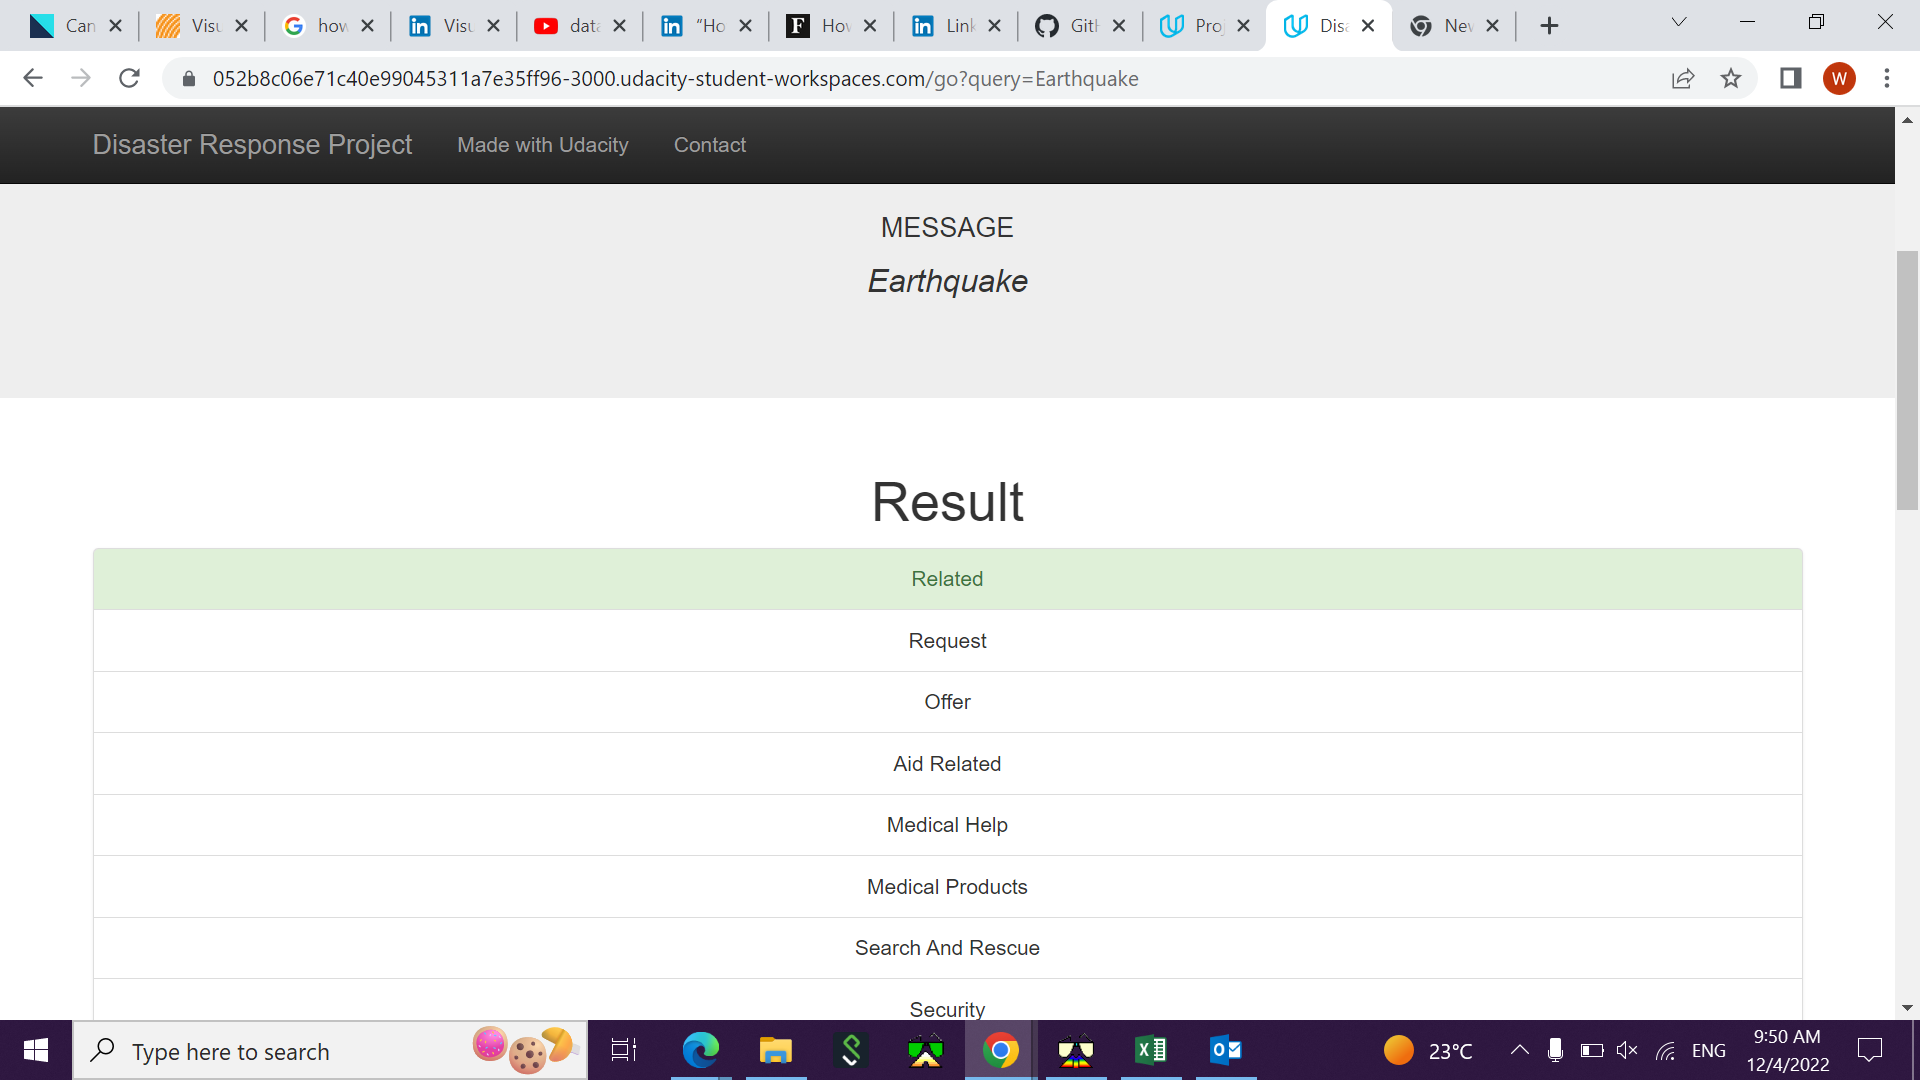 Can
Visu
how
Visu
data
"Ho
Hov
Link
Gith
Proj
Disa
New
052b8c06e71c40e99045311a7e35ff96-3000.udacity-student-workspaces.com/go?query=Earthquake
W
Disaster Response Project Made with Udacity Contact
MESSAGE
Earthquake
Result
Related
Request
Offer
Aid Related
Medical Help
Medical Products
Search And Rescue
Security
Type here to search
23°C
ENG
9:50 AM
12/4/2022